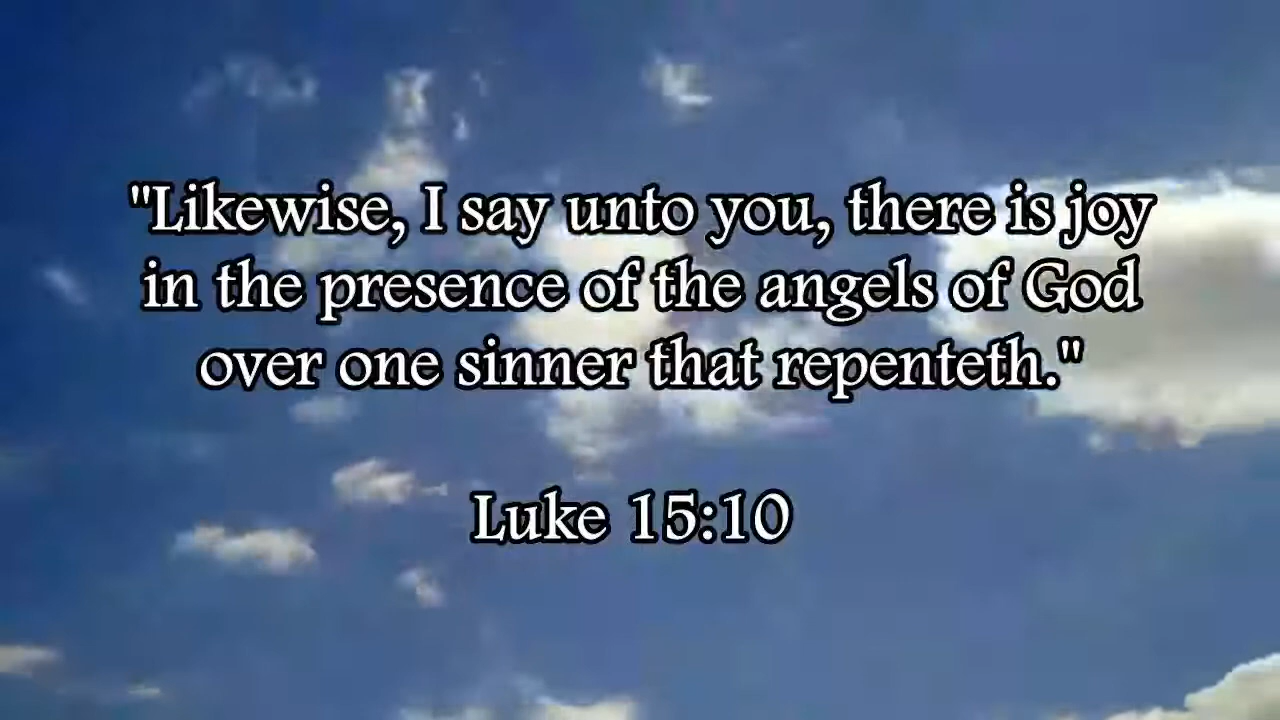 "Likewise, I say unto you, there is joy
in the presence of the angels of God
over one sinner that repenteth."
Luke 15:10